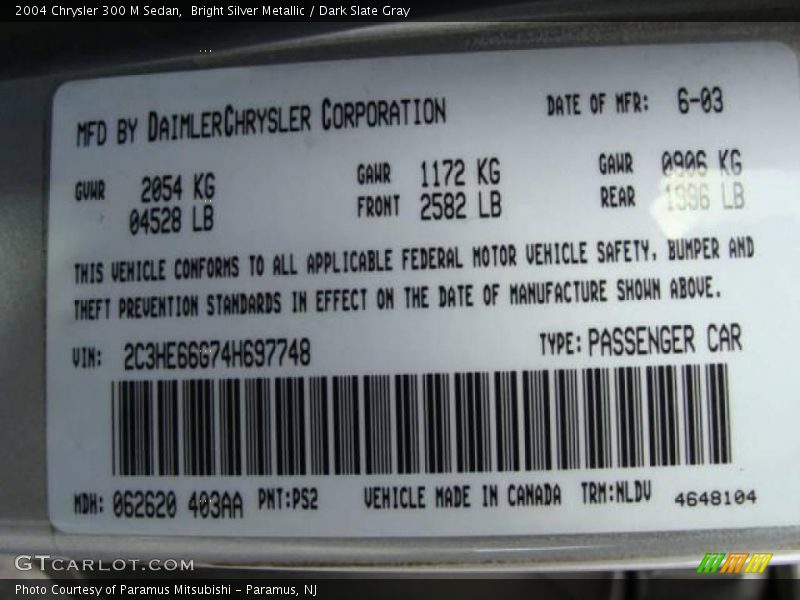 2004 Chrysler 300 M Sedan,  Bright Silver Metallic / Dark Slate Gray
MFD BY DAIMLERCHRYSLER CORPORATION DATE OF MFR: 6-03
GVWR 2054 KG GAWR 1172 KG GAWR 0906 KG
04528 LB FRONT 2582 LB REAR 1996 LB
THIS VEHICLE CONFORMS TO ALL APPLICABLE FEDERAL MOTOR VEHICLE SAFETY, BUMPER AND
THEFT PREVENTION STANDARDS IN EFFECT ON THE DATE OF MANUFACTURE SHOWN ABOVE.
VIN: 2C3HE66G74H697748 TYPE: PASSENGER CAR
MDH: 062620 403AA PNT:PS2 VEHICLE MADE IN CANADA TRM:NLDV 4648104
GTCARLOT.COM
Photo Courtesy of Paramus Mitsubishi - Paramus, NJ